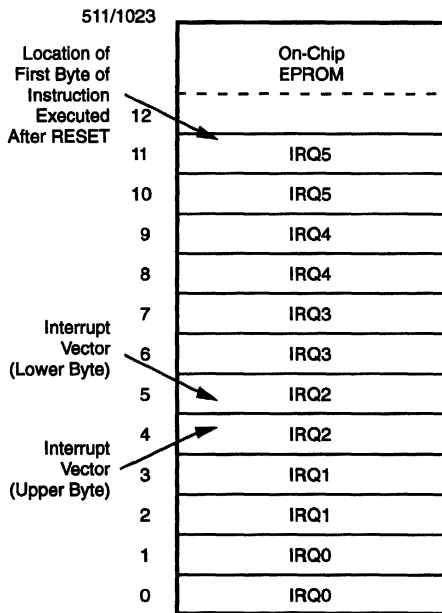 511/1023
Location of
First Byte of
Instruction
Executed
After RESET
On-Chip
EPROM
12
11 IRQ5
10 IRQ5
9 IRQ4
8 IRQ4
7 IRQ3
6 IRQ3
5 IRQ2
4 IRQ2
3 IRQ1
2 IRQ1
1 IRQ0
0 IRQ0
Interrupt
Vector
(Lower Byte)
Interrupt
Vector
(Upper Byte)